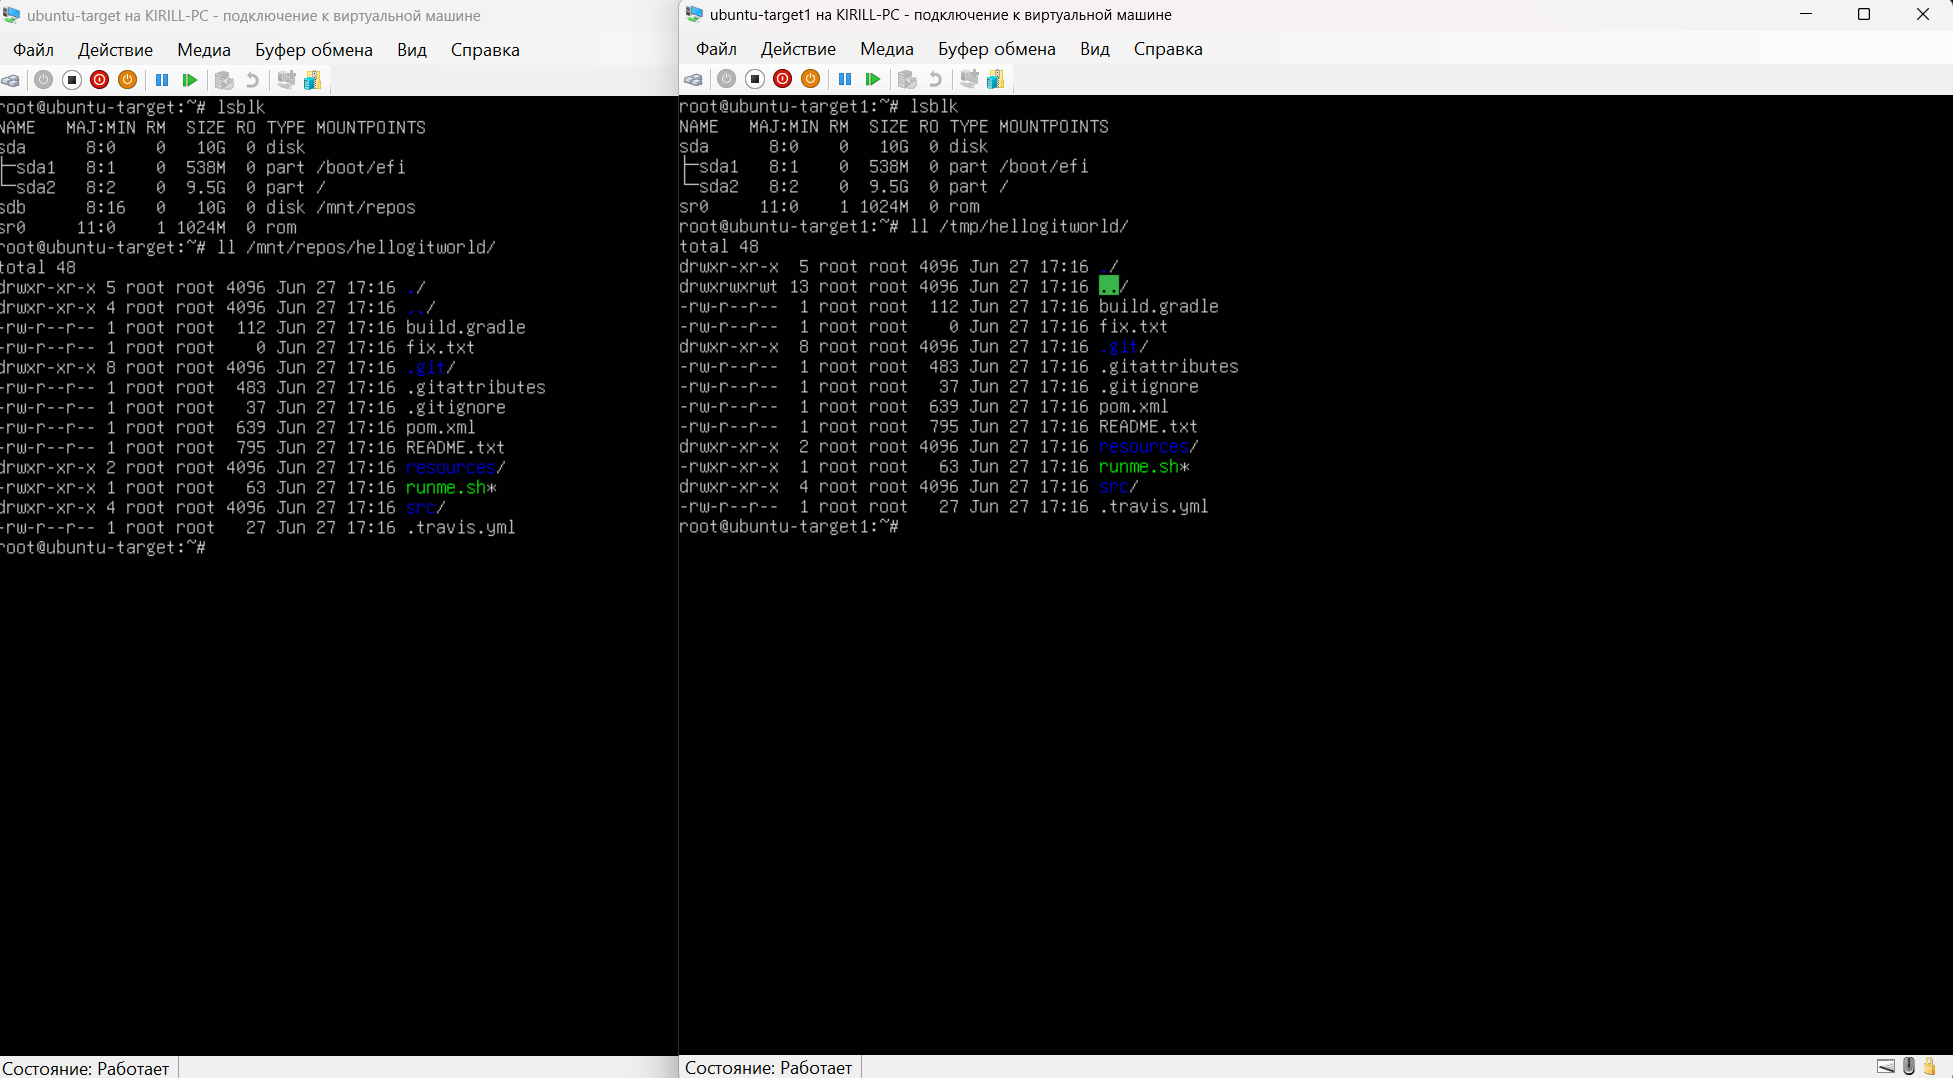 ubuntu-target на KIRILL-PC - подключение к виртуальной машине
Файл Действие Медиа Буфер обмена Вид Справка
root@ubuntu-target:~# lsblk
NAME   MAJ:MIN RM  SIZE RO TYPE MOUNTPOINTS
sda      8:0    0   10G  0 disk
├─sda1   8:1    0  538M  0 part /boot/efi
└─sda2   8:2    0  9.5G  0 part /
sdb      8:16   0   10G  0 disk /mnt/repos
sr0     11:0    1 1024M  0 rom
root@ubuntu-target:~# ll /mnt/repos/hellogitworld/
total 48
drwxr-xr-x 5 root root 4096 Jun 27 17:16 ./
drwxr-xr-x 4 root root 4096 Jun 27 17:16 ../
-rw-r--r-- 1 root root  112 Jun 27 17:16 build.gradle
-rw-r--r-- 1 root root    0 Jun 27 17:16 fix.txt
drwxr-xr-x 8 root root 4096 Jun 27 17:16 .git/
-rw-r--r-- 1 root root  483 Jun 27 17:16 .gitattributes
-rw-r--r-- 1 root root   37 Jun 27 17:16 .gitignore
-rw-r--r-- 1 root root  639 Jun 27 17:16 pom.xml
-rw-r--r-- 1 root root  795 Jun 27 17:16 README.txt
drwxr-xr-x 2 root root 4096 Jun 27 17:16 resources/
-rwxr-xr-x 1 root root   63 Jun 27 17:16 runme.sh*
drwxr-xr-x 4 root root 4096 Jun 27 17:16 src/
-rw-r--r-- 1 root root   27 Jun 27 17:16 .travis.yml
root@ubuntu-target:~#
Состояние: Работает
ubuntu-target1 на KIRILL-PC - подключение к виртуальной машине
Файл Действие Медиа Буфер обмена Вид Справка
root@ubuntu-target1:~# lsblk
NAME   MAJ:MIN RM  SIZE RO TYPE MOUNTPOINTS
sda      8:0    0   10G  0 disk
├─sda1   8:1    0  538M  0 part /boot/efi
└─sda2   8:2    0  9.5G  0 part /
sr0     11:0    1 1024M  0 rom
root@ubuntu-target1:~# ll /tmp/hellogitworld/
total 48
drwxr-xr-x  5 root root 4096 Jun 27 17:16 ./
drwxrwxrwt 13 root root 4096 Jun 27 17:16 ../
-rw-r--r--  1 root root  112 Jun 27 17:16 build.gradle
-rw-r--r--  1 root root    0 Jun 27 17:16 fix.txt
drwxr-xr-x  8 root root 4096 Jun 27 17:16 .git/
-rw-r--r--  1 root root  483 Jun 27 17:16 .gitattributes
-rw-r--r--  1 root root   37 Jun 27 17:16 .gitignore
-rw-r--r--  1 root root  639 Jun 27 17:16 pom.xml
-rw-r--r--  1 root root  795 Jun 27 17:16 README.txt
drwxr-xr-x  2 root root 4096 Jun 27 17:16 resources/
-rwxr-xr-x  1 root root   63 Jun 27 17:16 runme.sh*
drwxr-xr-x  4 root root 4096 Jun 27 17:16 src/
-rw-r--r--  1 root root   27 Jun 27 17:16 .travis.yml
root@ubuntu-target1:~#
Состояние: Работает